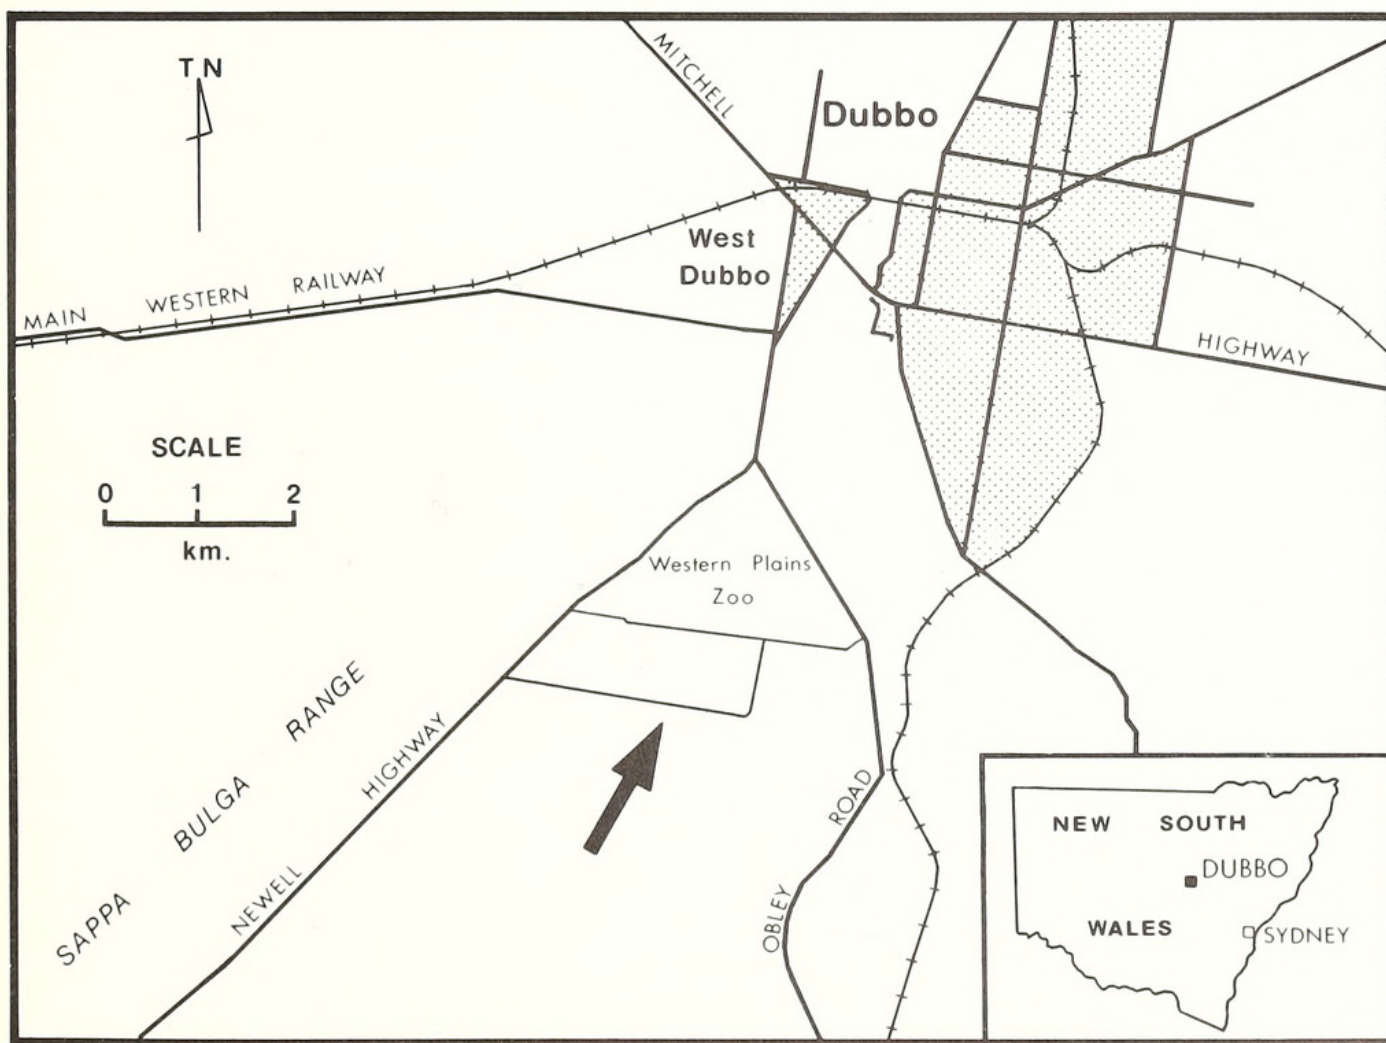 TN
MITCHELL
Dubbo
West
Dubbo
MAIN WESTERN RAILWAY
HIGHWAY
SCALE
0 1 2
km.
Western Plains
Zoo
SAPPA BULGA RANGE
NEWELL HIGHWAY
OBLEY ROAD
NEW SOUTH
DUBBO
WALES
SYDNEY